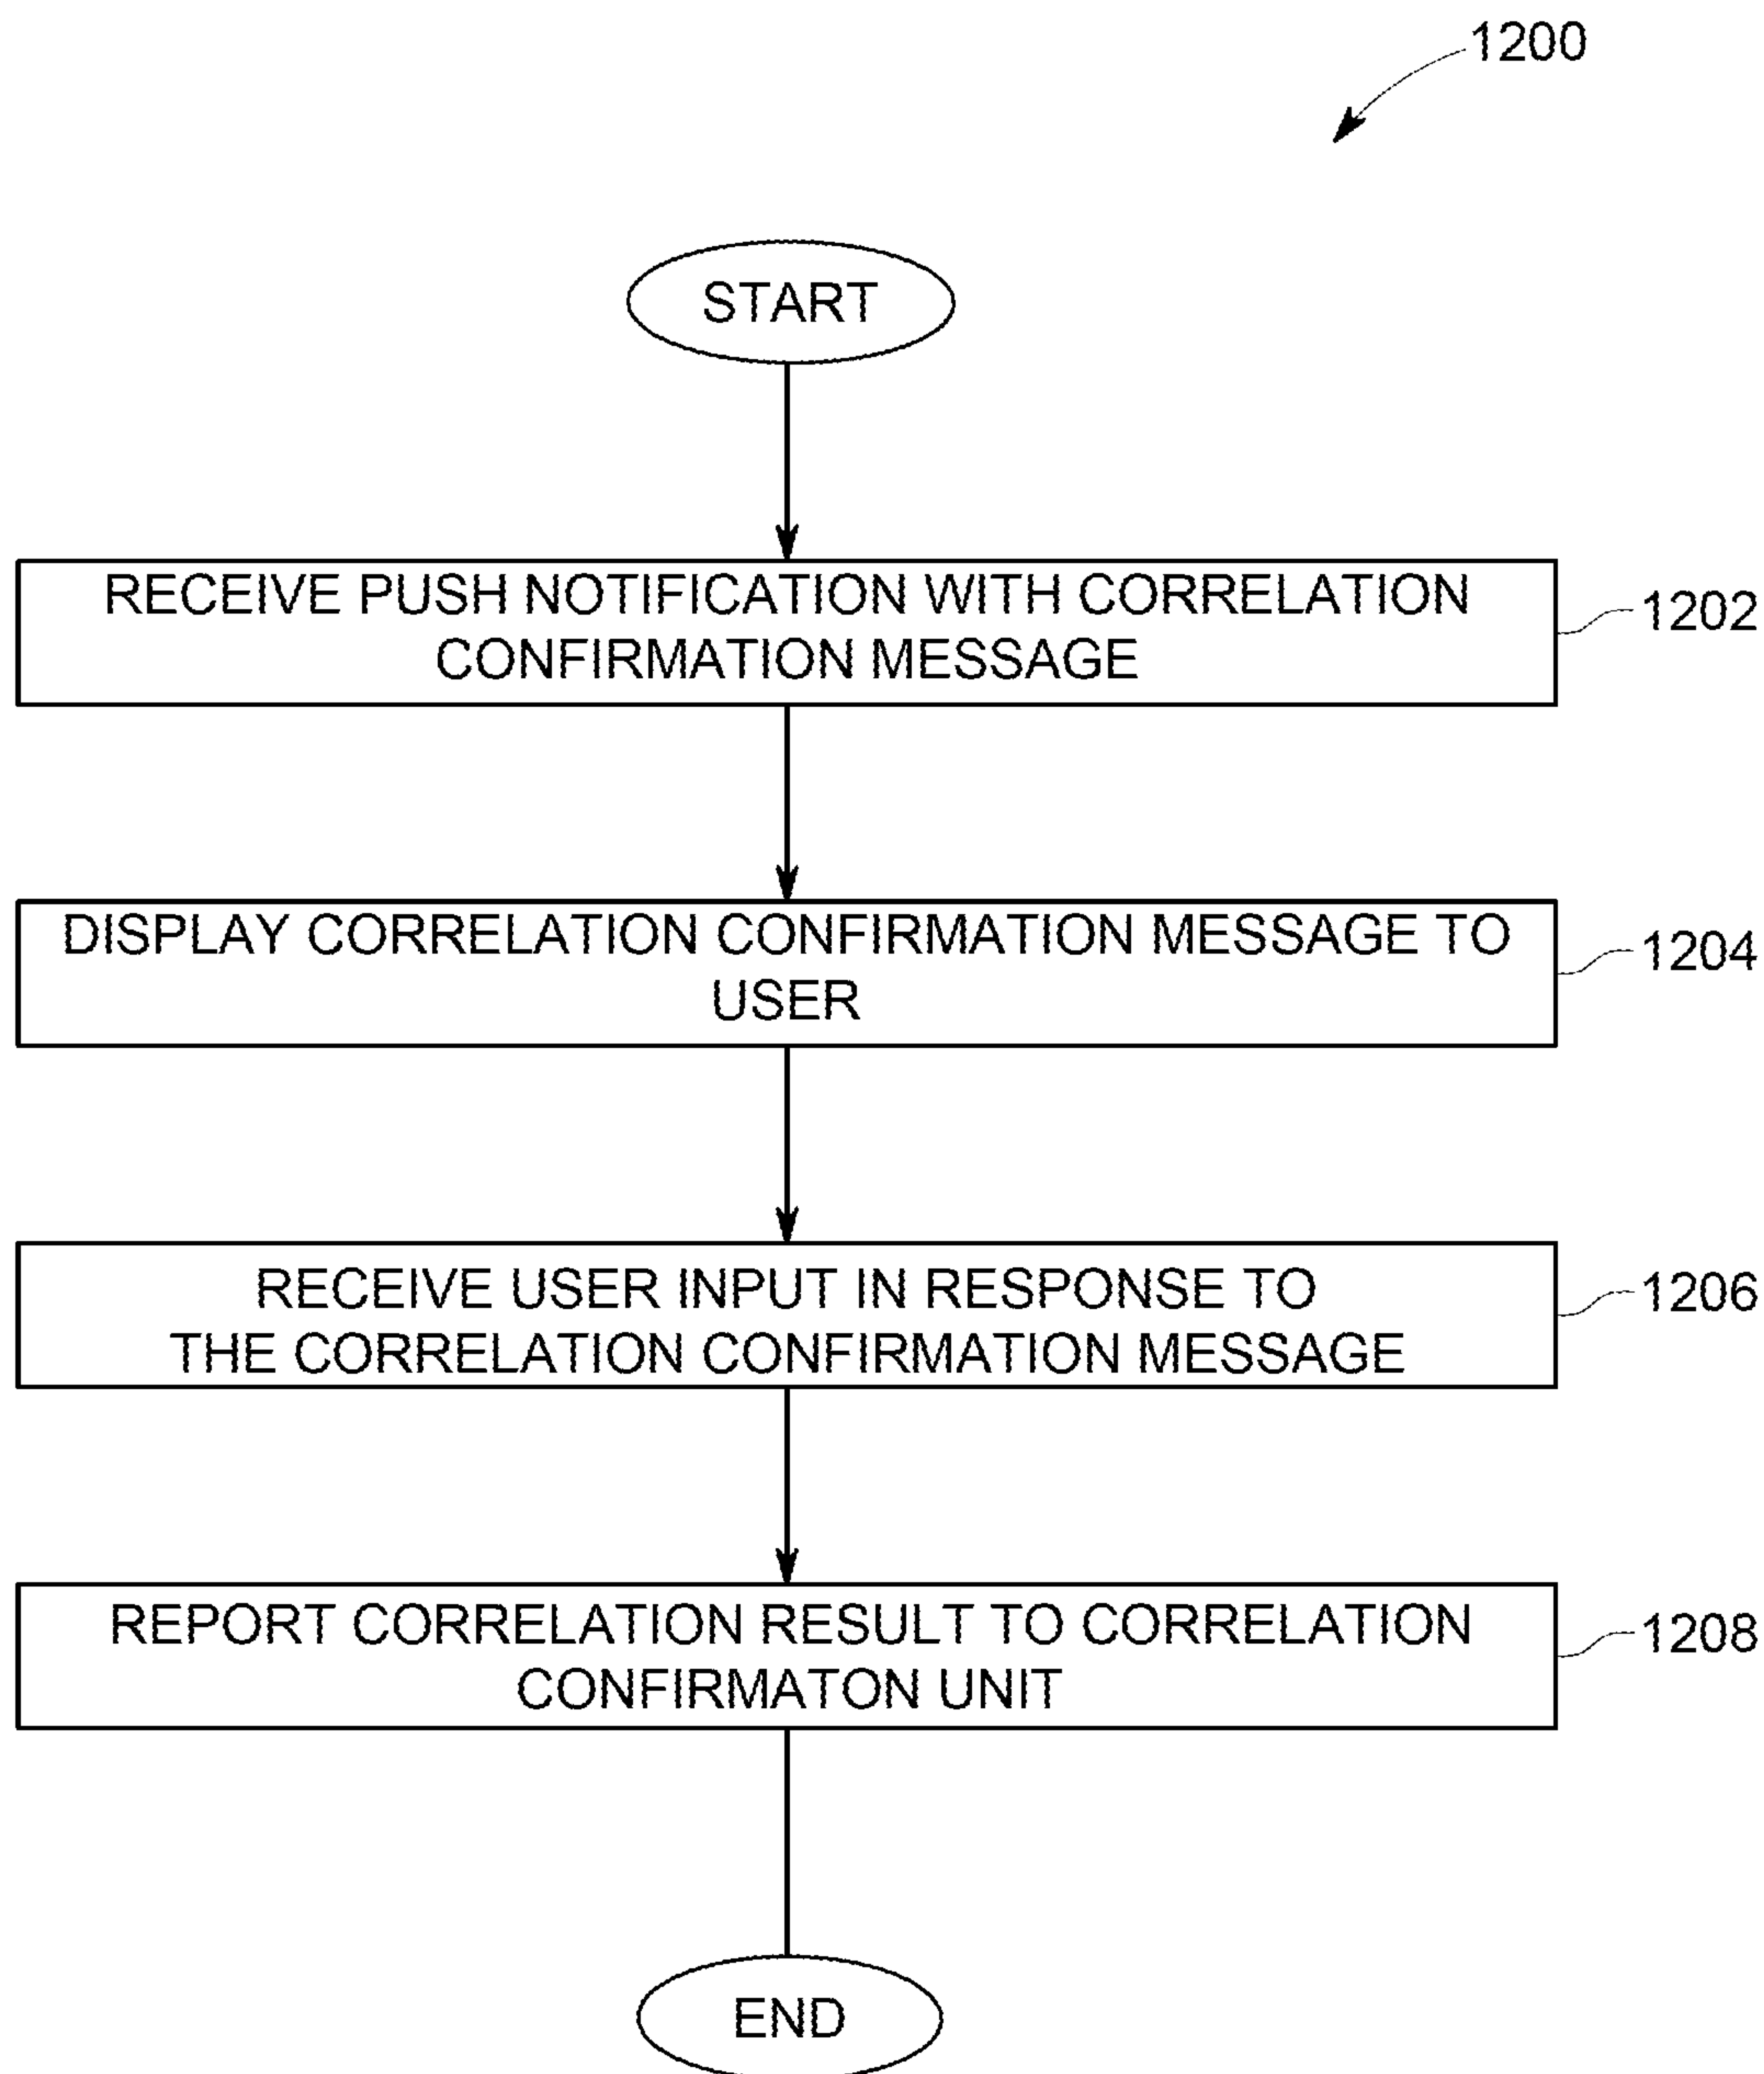 1200
START
RECEIVE PUSH NOTIFICATION WITH CORRELATION
CONFIRMATION MESSAGE
1202
DISPLAY CORRELATION CONFIRMATION MESSAGE TO
USER
1204
RECEIVE USER INPUT IN RESPONSE TO
THE CORRELATION CONFIRMATION MESSAGE
1206
REPORT CORRELATION RESULT TO CORRELATION
CONFIRMATON UNIT
1208
END